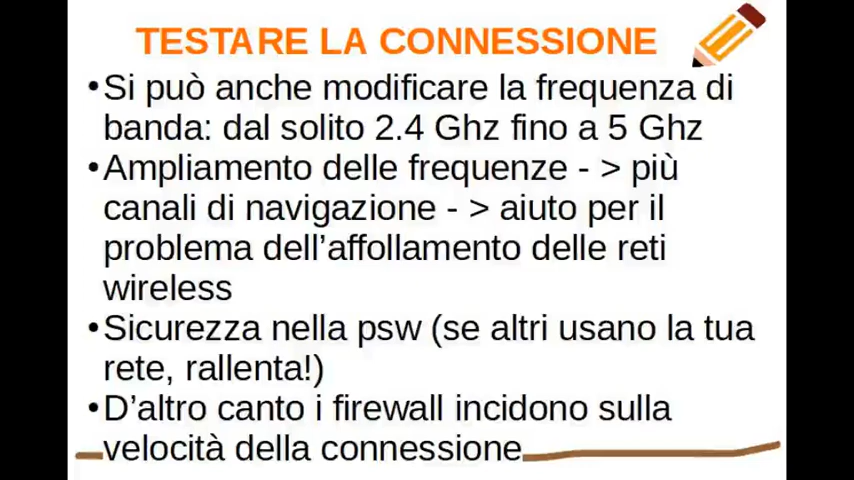 TESTARE LA CONNESSIONE
•Si può anche modificare la frequenza di
banda: dal solito 2.4 Ghz fino a 5 Ghz
•Ampliamento delle frequenze - > più
canali di navigazione - > aiuto per il
problema dell’affollamento delle reti
wireless
•Sicurezza nella psw (se altri usano la tua
rete, rallenta!)
•D’altro canto i firewall incidono sulla
velocità della connessione